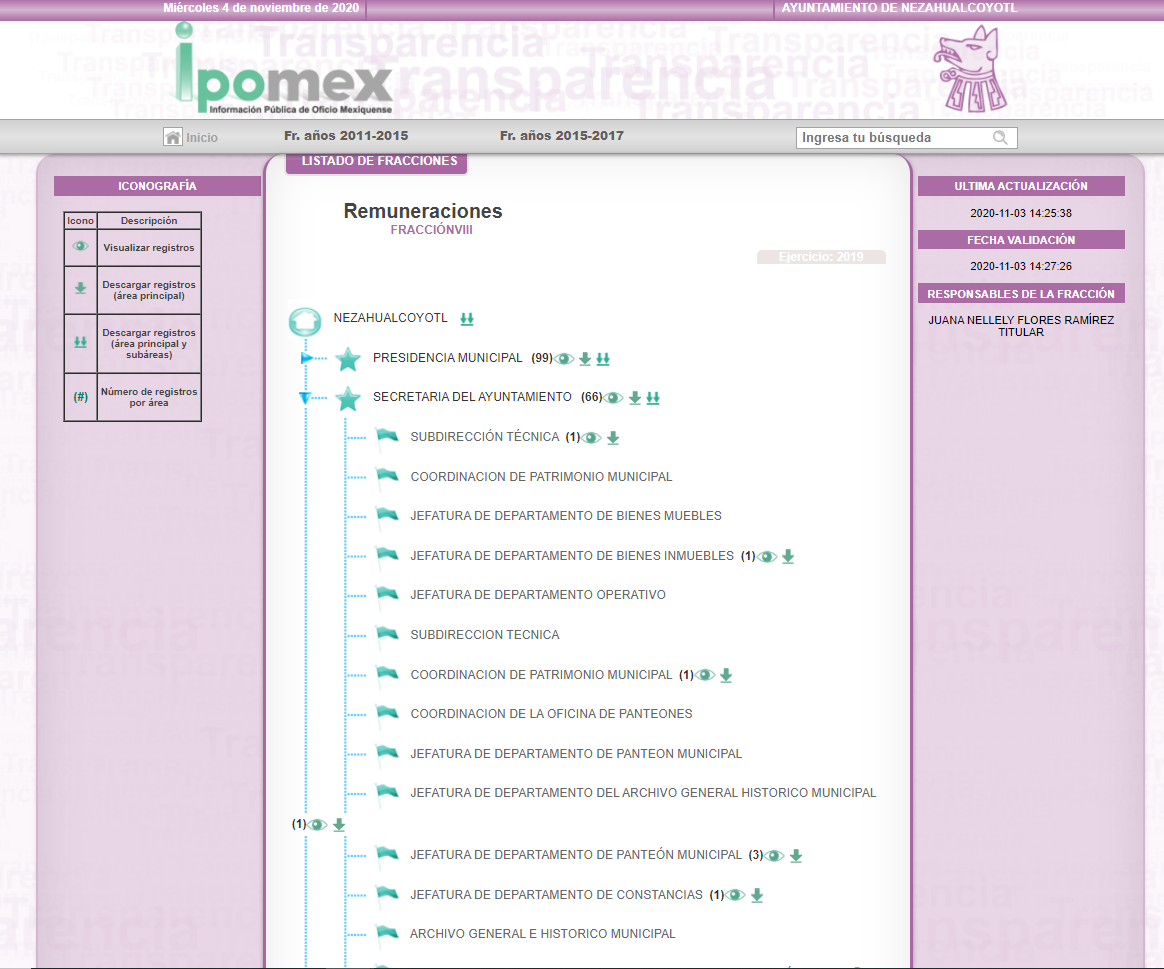 Miércoles 4 de noviembre de 2020
AYUNTAMIENTO DE NEZAHUALCOYOTL
ipomex
Información Pública de Oficio Mexiquense
Inicio
Fr. años 2011-2015
Fr. años 2015-2017
Ingresa tu búsqueda
LISTADO DE FRACCIONES
ICONOGRAFÍA
Icono Descripción
Visualizar registros
Descargar registros
(área principal)
Descargar registros
(área principal y
subáreas)
(#) Número de registros
por área
Remuneraciones
FRACCIÓNVIII
Ejercicio: 2019
NEZAHUALCOYOTL
PRESIDENCIA MUNICIPAL (99)
SECRETARIA DEL AYUNTAMIENTO (66)
SUBDIRECCIÓN TÉCNICA (1)
COORDINACION DE PATRIMONIO MUNICIPAL
JEFATURA DE DEPARTAMENTO DE BIENES MUEBLES
JEFATURA DE DEPARTAMENTO DE BIENES INMUEBLES (1)
JEFATURA DE DEPARTAMENTO OPERATIVO
SUBDIRECCION TECNICA
COORDINACION DE PATRIMONIO MUNICIPAL (1)
COORDINACION DE LA OFICINA DE PANTEONES
JEFATURA DE DEPARTAMENTO DE PANTEON MUNICIPAL
JEFATURA DE DEPARTAMENTO DEL ARCHIVO GENERAL HISTORICO MUNICIPAL
(1)
JEFATURA DE DEPARTAMENTO DE PANTEÓN MUNICIPAL (3)
JEFATURA DE DEPARTAMENTO DE CONSTANCIAS (1)
ARCHIVO GENERAL E HISTORICO MUNICIPAL
ULTIMA ACTUALIZACIÓN
2020-11-03 14:25:38
FECHA VALIDACIÓN
2020-11-03 14:27:26
RESPONSABLES DE LA FRACCIÓN
JUANA NELLELY FLORES RAMÍREZ
TITULAR